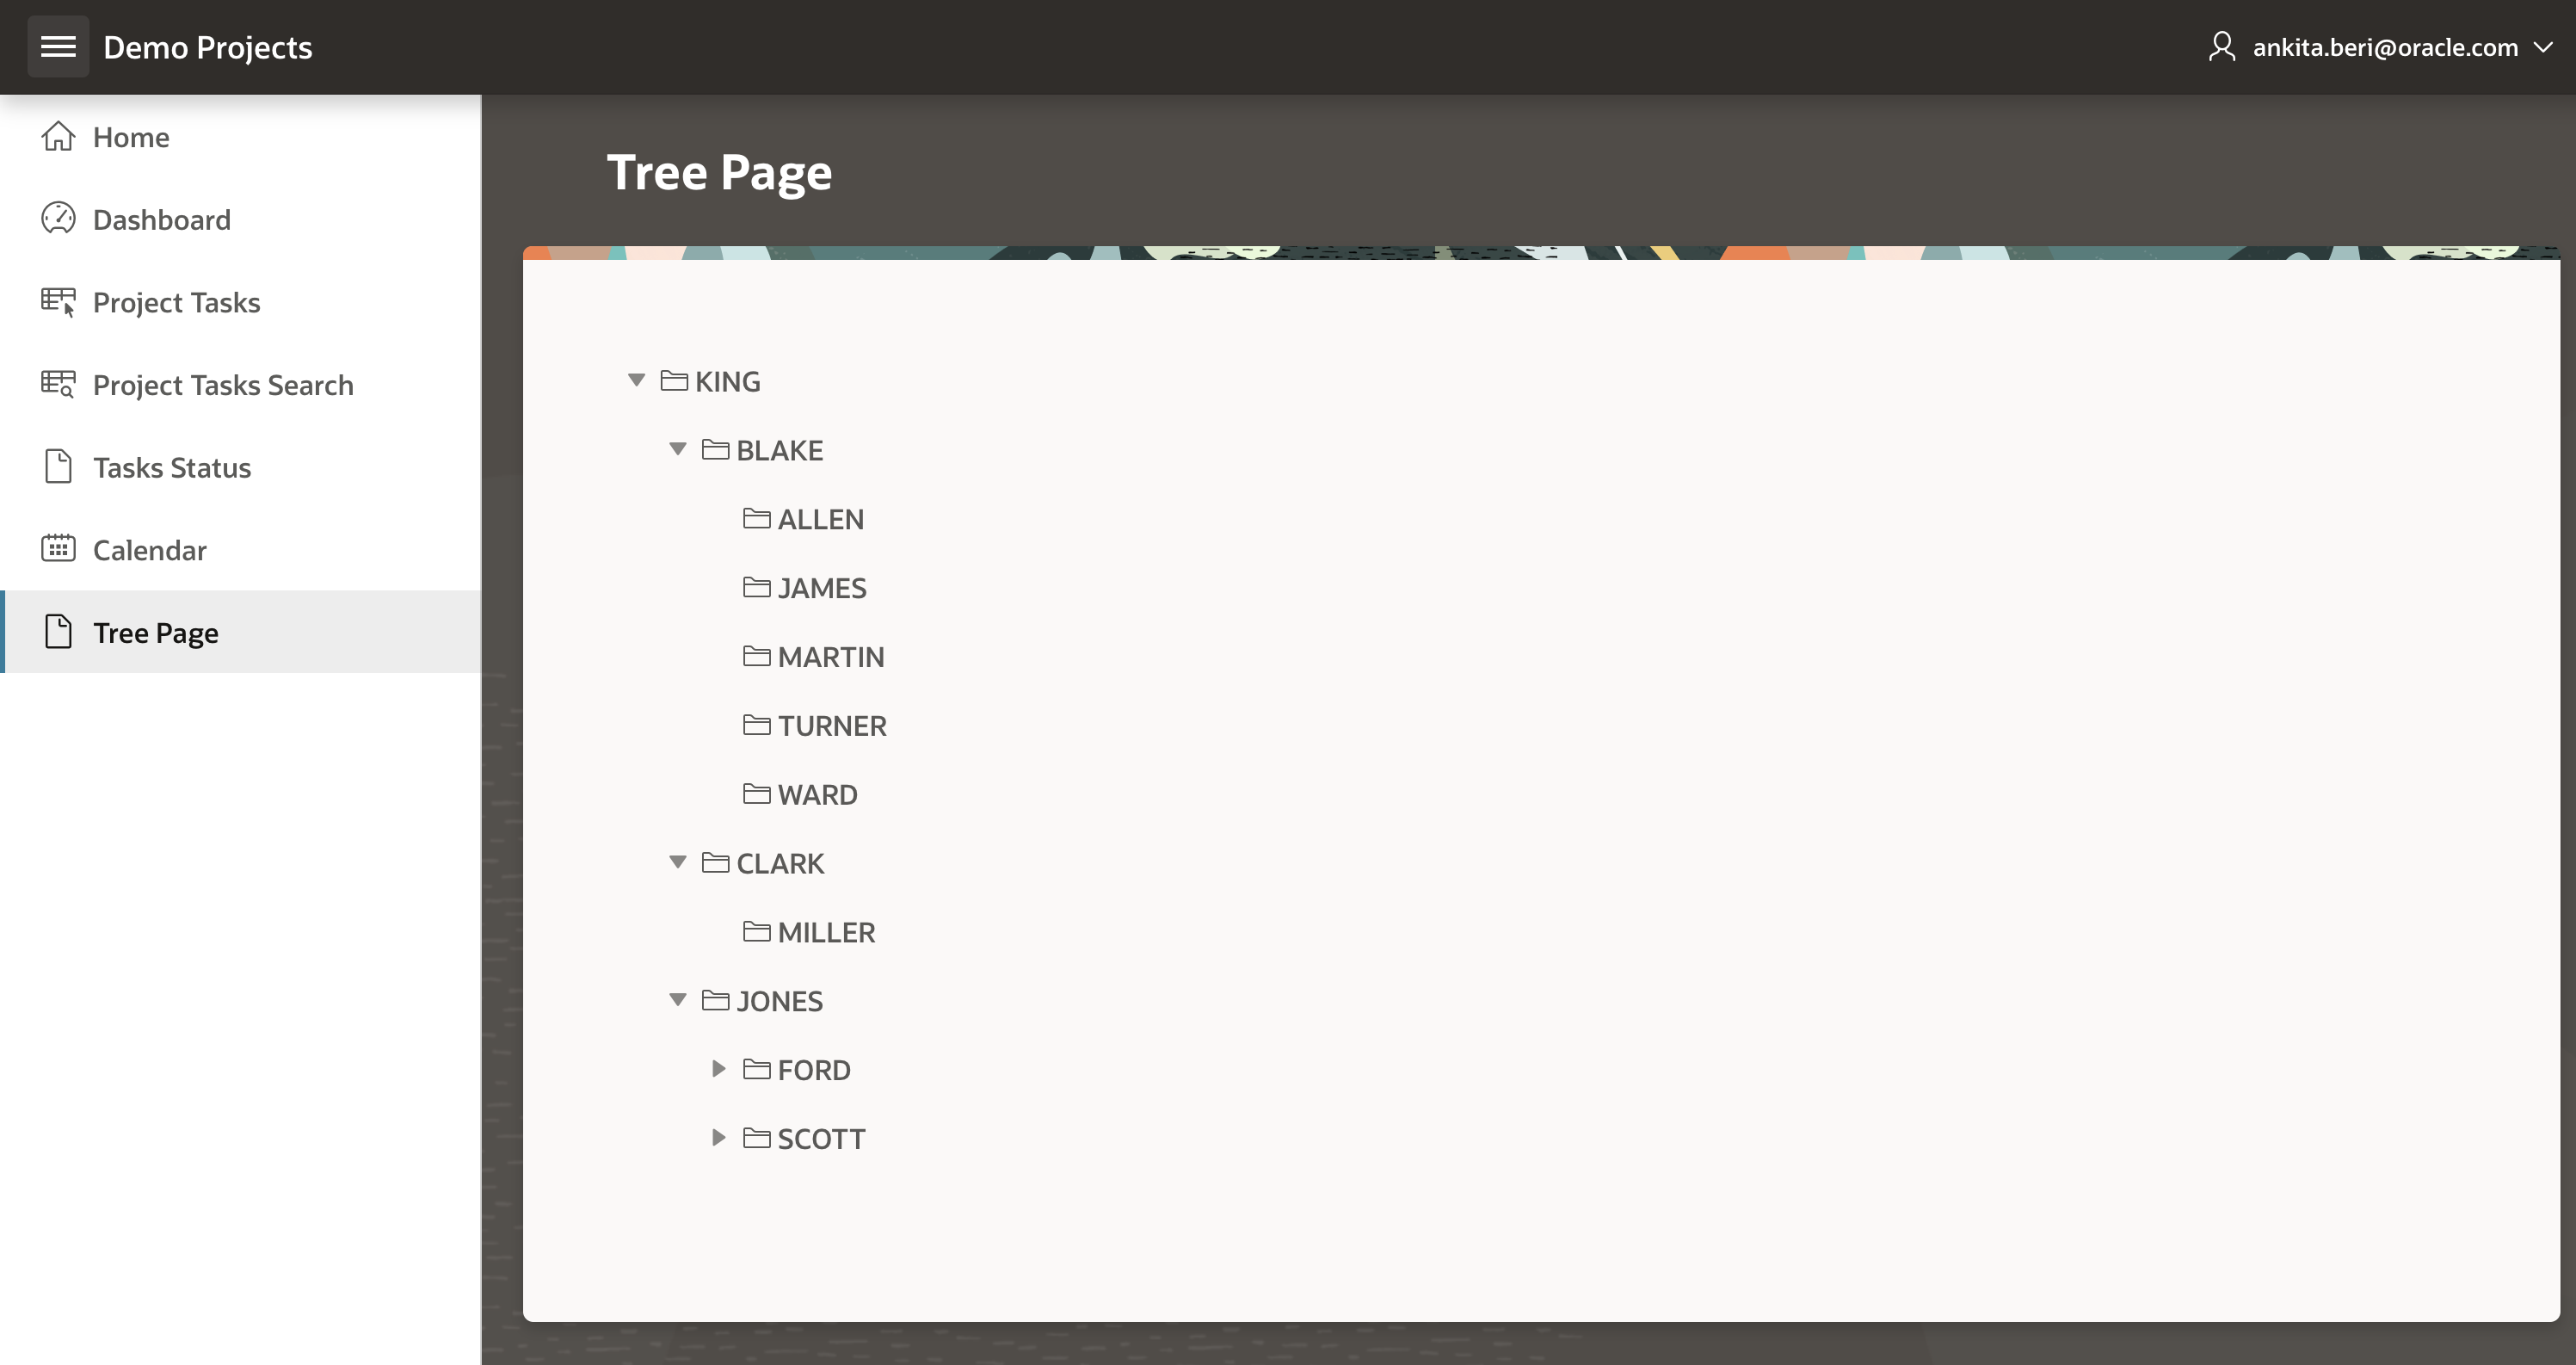 Demo Projects
ankita.beri@oracle.com
Home
Dashboard
Project Tasks
Project Tasks Search
Tasks Status
Calendar
Tree Page
Tree Page
KING
BLAKE
ALLEN
JAMES
MARTIN
TURNER
WARD
CLARK
MILLER
JONES
FORD
SCOTT